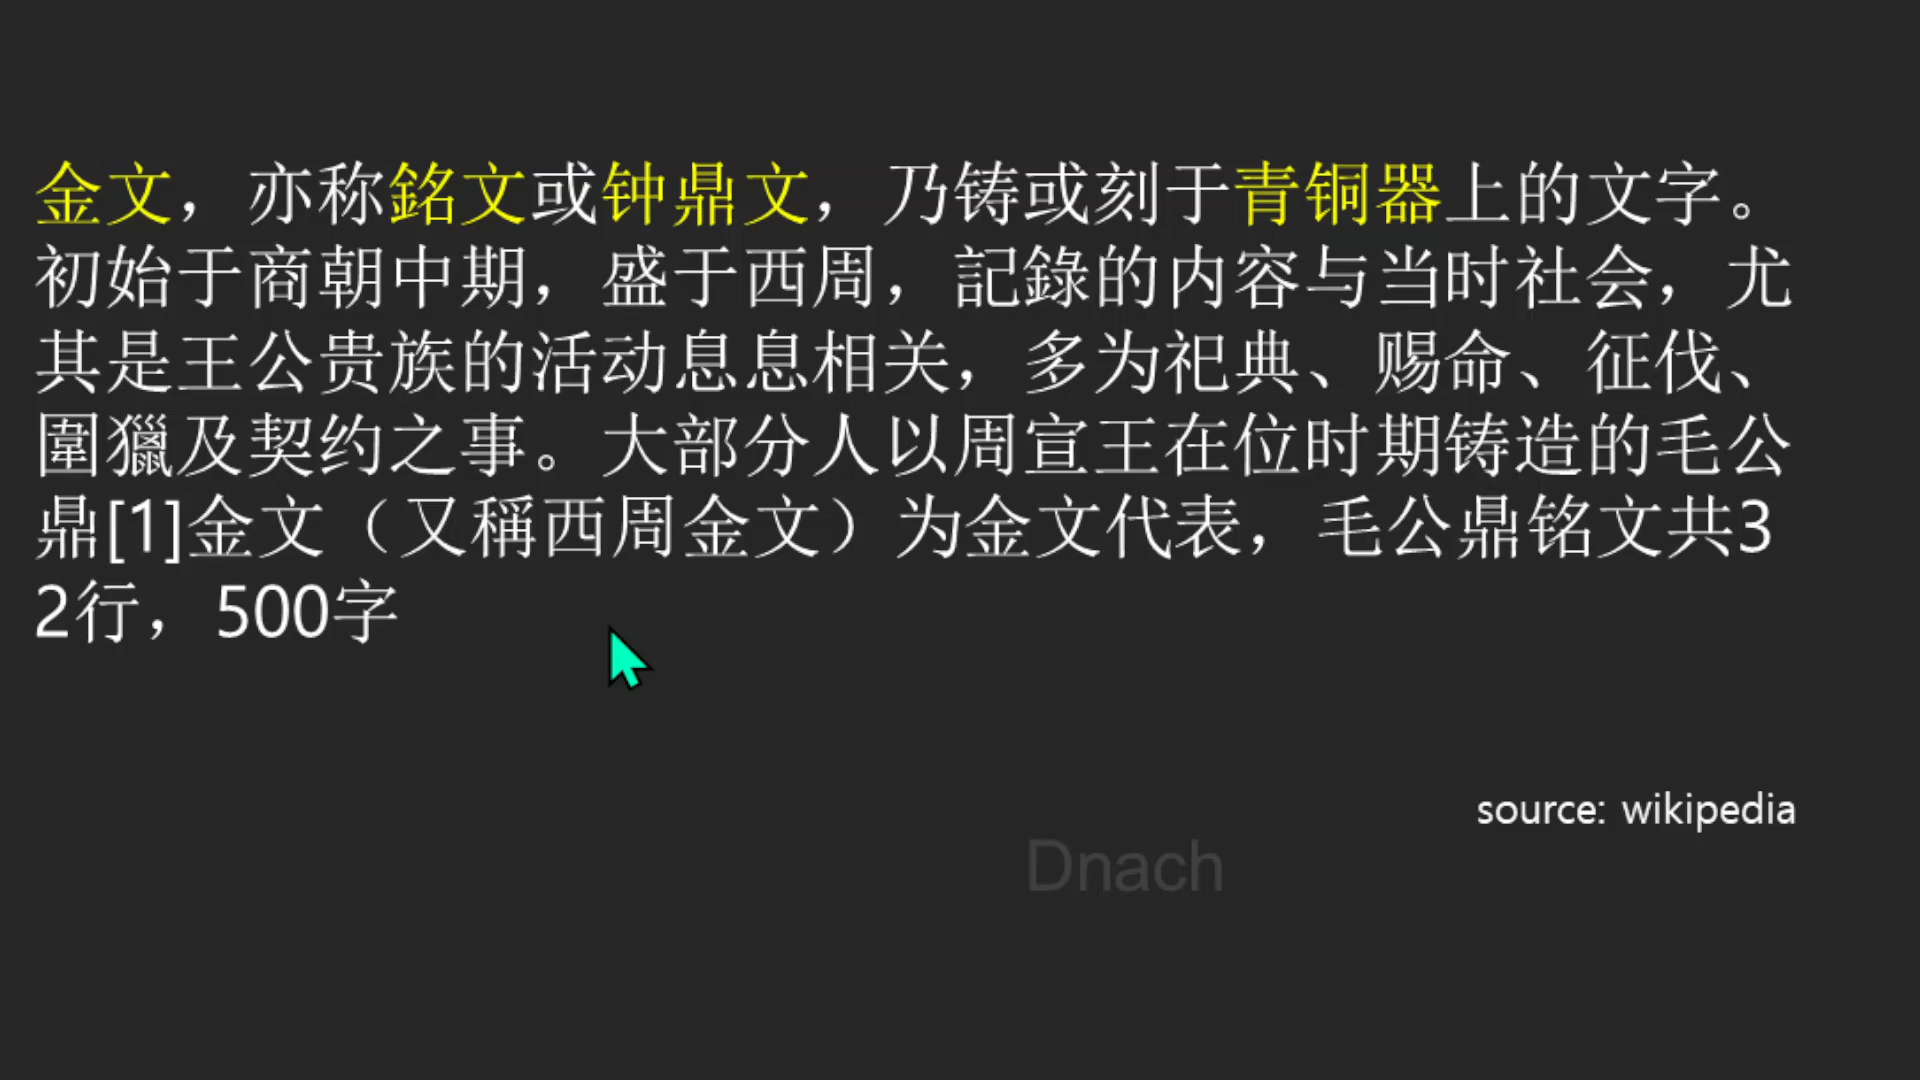 金文，亦称銘文或钟鼎文，乃铸或刻于青铜器上的文字。
初始于商朝中期，盛于西周，記錄的内容与当时社会，尤
其是王公贵族的活动息息相关，多为祀典、赐命、征伐、
圍獵及契约之事。大部分人以周宣王在位时期铸造的毛公
鼎[1]金文（又稱西周金文）为金文代表，毛公鼎铭文共3
2行，500字
source: wikipedia
Dnach